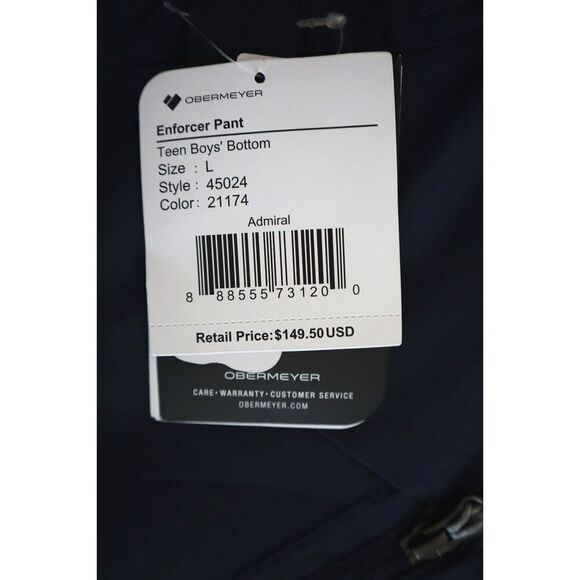 OBERMEYER
Enforcer Pant
Teen Boys' Bottom
Size : L
Style : 45024
Color: 21174
Admiral
8 88555 73120 0
Retail Price:$149.50USD
OBERMEYER
CARE • WARRANTY • CUSTOMER SERVICE
OBERMEYER.COM